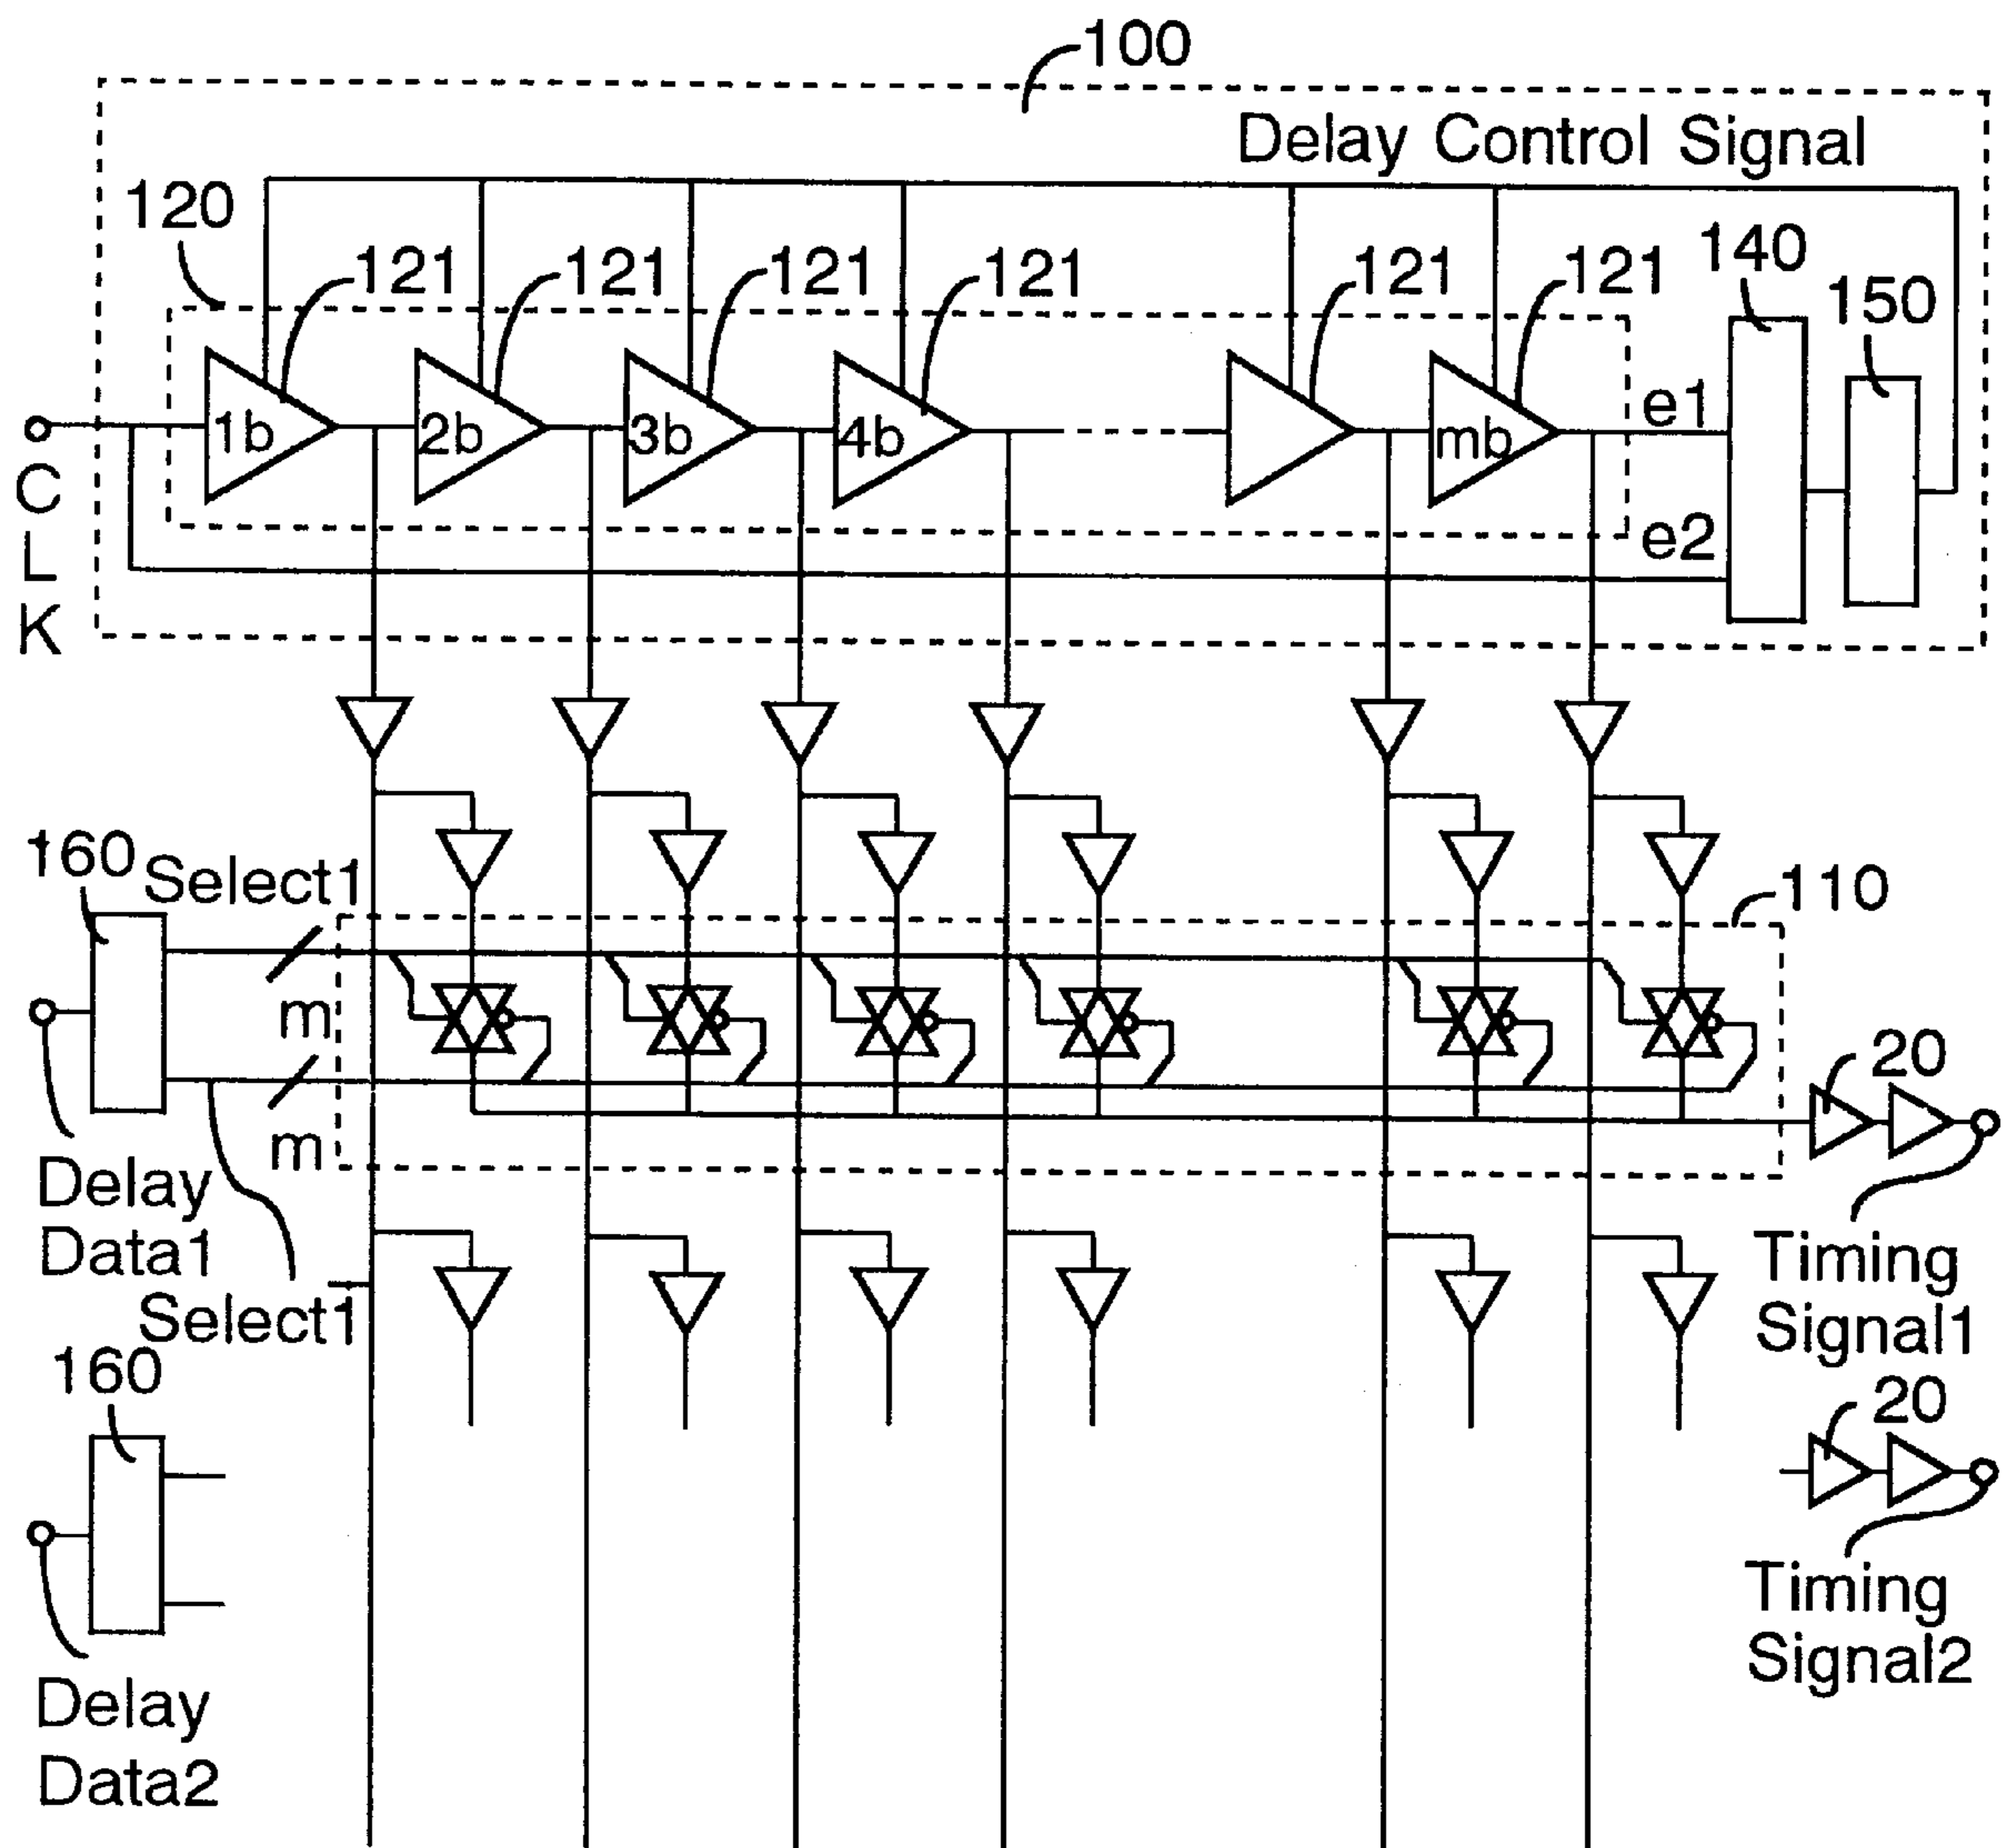 100
Delay Control Signal
120
121
121
121
121
121
121
140
150
1b
2b
3b
4b
mb
e1
e2
C
L
K
160
Select1
110
m
m
20
Delay
Data1
Select1
Timing
Signal1
160
20
Delay
Data2
Timing
Signal2